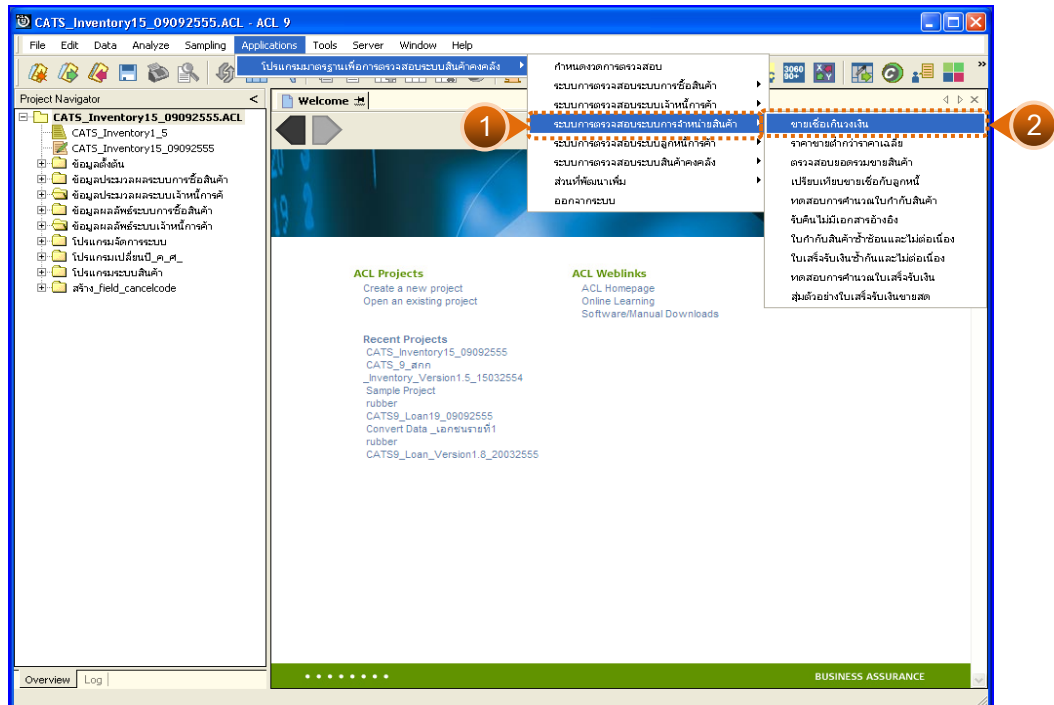 CATS_Inventory15_09092555.ACL - ACL 9
File Edit Data Analyze Sampling Applications Tools Server Window Help
โปรแกรมมาตรฐานเพื่อการตรวจสอบระบบสินค้าคงคลัง
กำหนดงวดการตรวจสอบ
ระบบการตรวจสอบระบบการซื้อสินค้า
ระบบการตรวจสอบระบบเจ้าหนี้การค้า
ระบบการตรวจสอบระบบการจำหน่ายสินค้า
ระบบการตรวจสอบระบบลูกหนี้การค้า
ระบบการตรวจสอบระบบสินค้าคงคลัง
ส่วนที่พัฒนาเพิ่ม
ออกจากระบบ
1
2
ขายเชื่อเกินวงเงิน
ราคาขายต่ำกว่าราคาเฉลี่ย
ตรวจสอบยอดรวมขายสินค้า
เปรียบเทียบขายเชื่อกับลูกหนี้
ทดสอบการคำนวณใบกำกับสินค้า
รับคืนไม่มีเอกสารอ้างอิง
ใบกำกับสินค้าซ้ำซ้อนและไม่ต่อเนื่อง
ใบเสร็จรับเงินซ้ำกันและไม่ต่อเนื่อง
ทดสอบการคำนวณใบเสร็จรับเงิน
สุ่มตัวอย่างใบเสร็จรับเงินขายสด
Project Navigator <
CATS_Inventory15_09092555.ACL
CATS_Inventory1_5
CATS_Inventory15_09092555
ข้อมูลตั้งต้น
ข้อมูลประมวลผลระบบการซื้อสินค้า
ข้อมูลประมวลผลระบบเจ้าหนี้การค้
ข้อมูลผลลัพธ์ระบบการซื้อสินค้า
ข้อมูลผลลัพธ์ระบบเจ้าหนี้การค้า
โปรแกรมจัดการระบบ
โปรแกรมเปลี่ยนปี_ค_ศ_
โปรแกรมระบบสินค้า
สร้าง_field_cancelcode
Welcome
ACL Projects
Create a new project
Open an existing project
ACL Weblinks
ACL Homepage
Online Learning
Software/Manual Downloads
Recent Projects
CATS_Inventory15_09092555
CATS_9_สกก
_Inventory_Version1.5_15032554
Sample Project
rubber
CATS9_Loan19_09092555
Convert Data _เอกชนรายที่1
rubber
CATS9_Loan_Version1.8_20032555
BUSINESS ASSURANCE
Overview Log